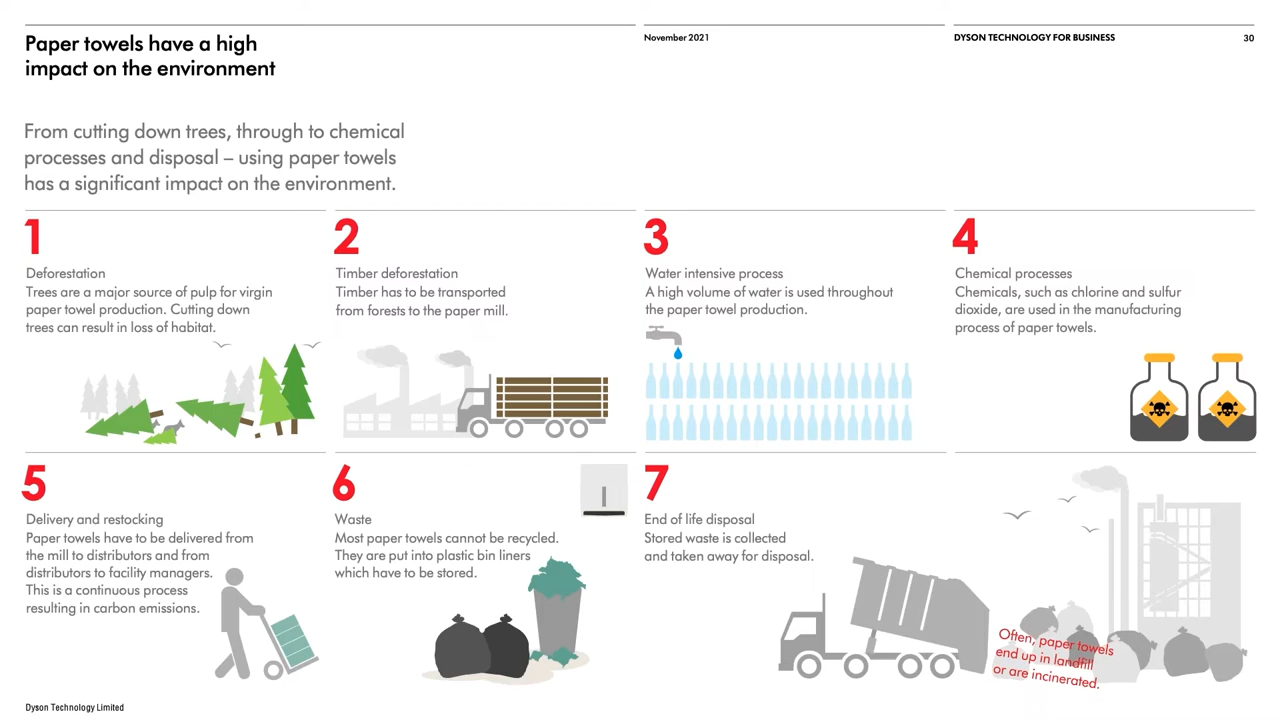 Paper towels have a high
impact on the environment
November 2021
DYSON TECHNOLOGY FOR BUSINESS
30
From cutting down trees, through to chemical
processes and disposal – using paper towels
has a significant impact on the environment.
1
Deforestation
Trees are a major source of pulp for virgin
paper towel production. Cutting down
trees can result in loss of habitat.
2
Timber deforestation
Timber has to be transported
from forests to the paper mill.
3
Water intensive process
A high volume of water is used throughout
the paper towel production.
4
Chemical processes
Chemicals, such as chlorine and sulfur
dioxide, are used in the manufacturing
process of paper towels.
5
Delivery and restocking
Paper towels have to be delivered from
the mill to distributors and from
distributors to facility managers.
This is a continuous process
resulting in carbon emissions.
6
Waste
Most paper towels cannot be recycled.
They are put into plastic bin liners
which have to be stored.
7
End of life disposal
Stored waste is collected
and taken away for disposal.
Often, paper towels
end up in landfill
or are incinerated.
Dyson Technology Limited